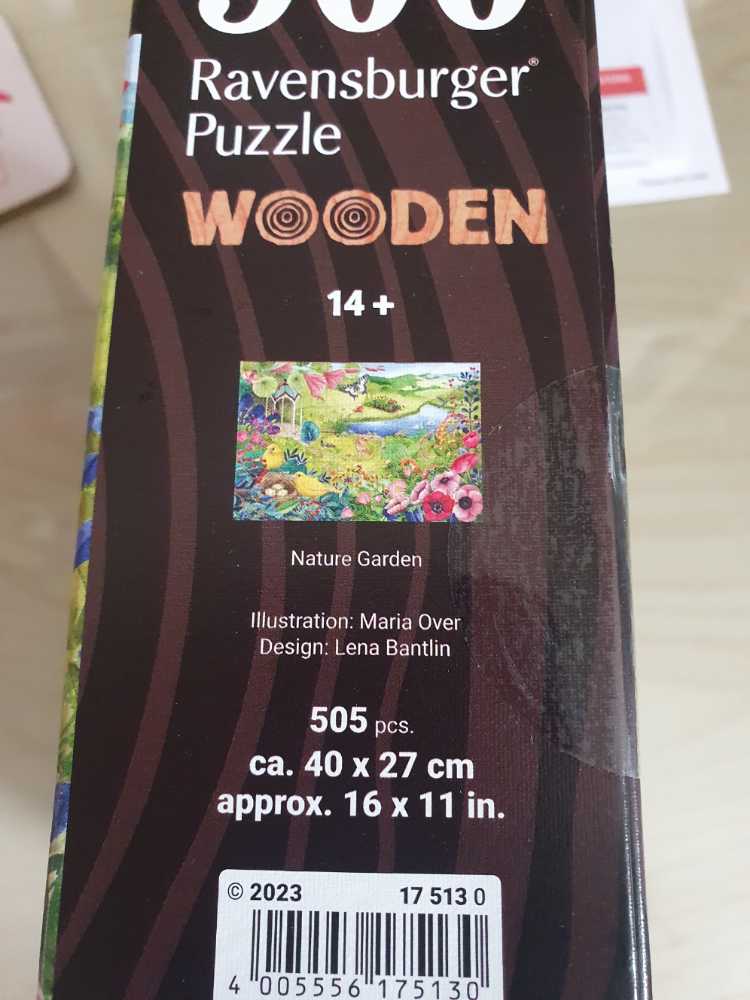 500
Ravensburger®
Puzzle
WOODEN
14+
Nature Garden
Illustration: Maria Over
Design: Lena Bantlin
505 pcs.
ca. 40 x 27 cm
approx. 16 x 11 in.
© 2023 17 513 0
4 005556 175130